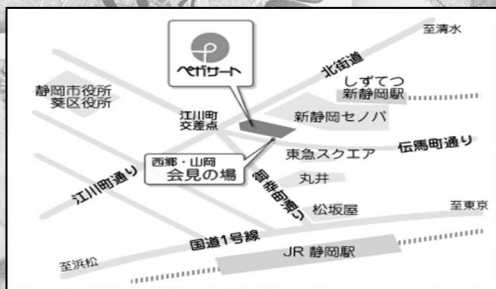 至清水
ペガサート
北街道
しずてつ
新静岡駅
静岡市役所
葵区役所
江川町
交差点
新静岡セノバ
伝馬町通り
東急スクエア
西郷・山岡
会見の場
丸井
江川町通り
御幸町通り
松坂屋
至東京
国道1号線
JR 静岡駅
至浜松